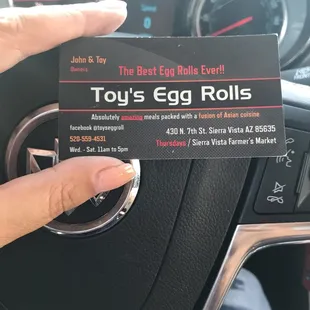 John & Toy
Owners
The Best Egg Rolls Ever!!
Toy's Egg Rolls
Absolutely amazing meals packed with a fusion of Asian cuisine
facebook @toyseggroll
520-559-4531
Wed. - Sat. 11am to 5pm
430 N. 7th St. Sierra Vista AZ 85635
Thursdays / Sierra Vista Farmer's Market